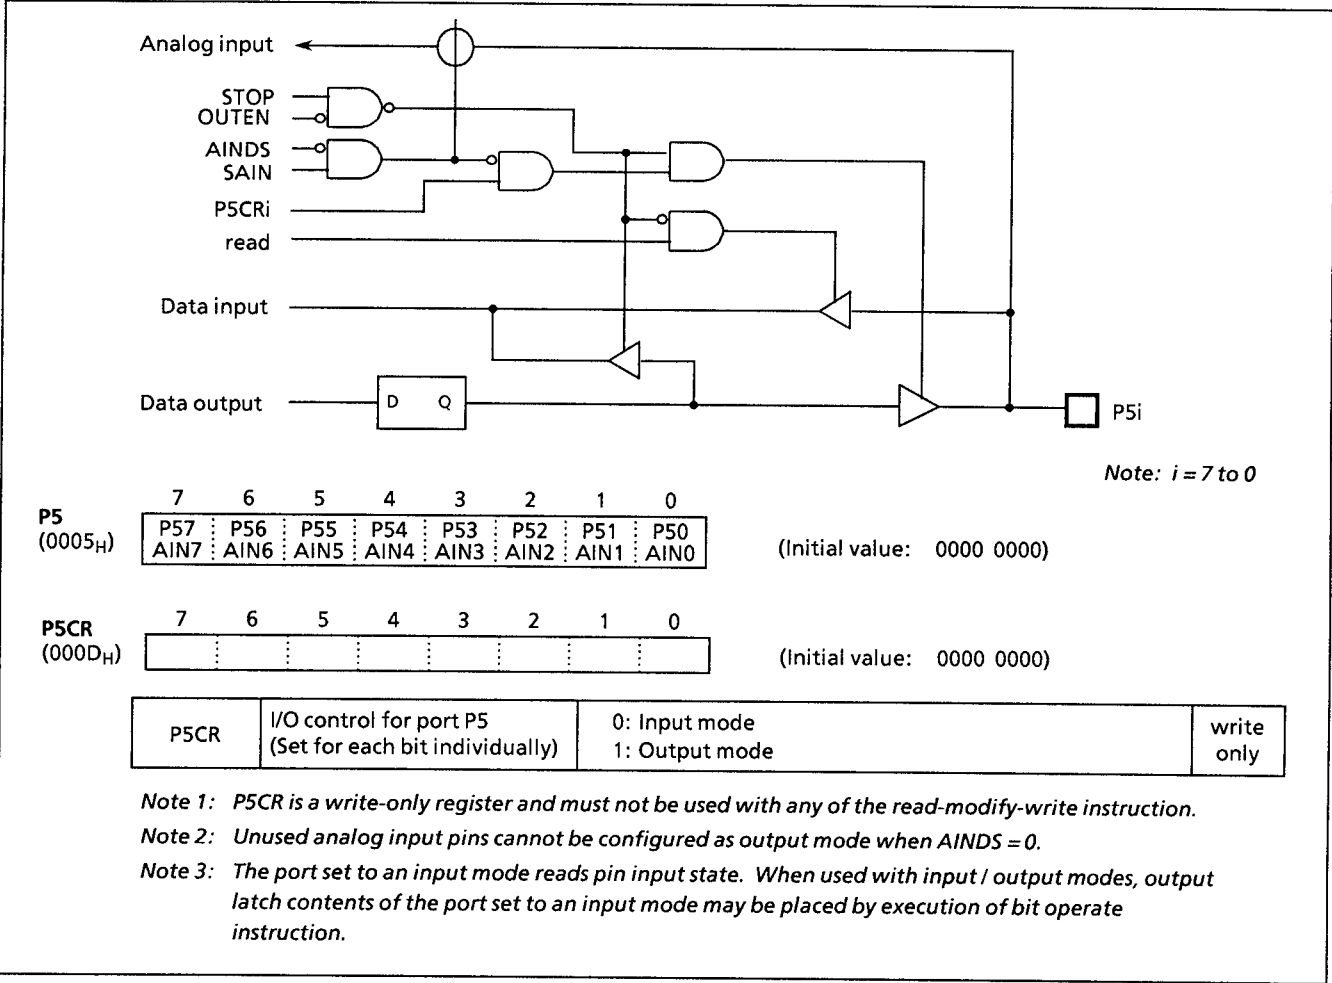 Analog input
STOP
OUTEN
AINDS
SAIN
P5CRi
read
Data input
Data output
D Q
P5i
Note: i = 7 to 0
7 6 5 4 3 2 1 0
P5
(0005H)
P57 P56 P55 P54 P53 P52 P51 P50
AIN7 AIN6 AIN5 AIN4 AIN3 AIN2 AIN1 AIN0
(Initial value: 0000 0000)
7 6 5 4 3 2 1 0
P5CR
(000DH)
(Initial value: 0000 0000)
P5CR
I/O control for port P5
(Set for each bit individually)
0: Input mode
1: Output mode
write
only
Note 1: P5CR is a write-only register and must not be used with any of the read-modify-write instruction.
Note 2: Unused analog input pins cannot be configured as output mode when AINDS = 0.
Note 3: The port set to an input mode reads pin input state. When used with input / output modes, output
latch contents of the port set to an input mode may be placed by execution of bit operate
instruction.